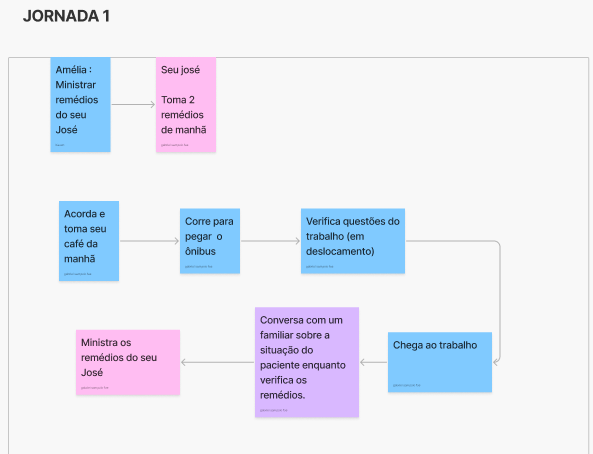 JORNADA 1
Amélia :
Ministrar
remédios
do seu
José
Seu josé
Toma 2
remédios
de manhã
Acorda e
toma seu
café da
manhã
Corre para
pegar o
ônibus
Verifica questões do
trabalho (em
deslocamento)
Chega ao trabalho
Conversa com um
familiar sobre a
situação do
paciente enquanto
verifica os
remédios.
Ministra os
remédios do seu
José